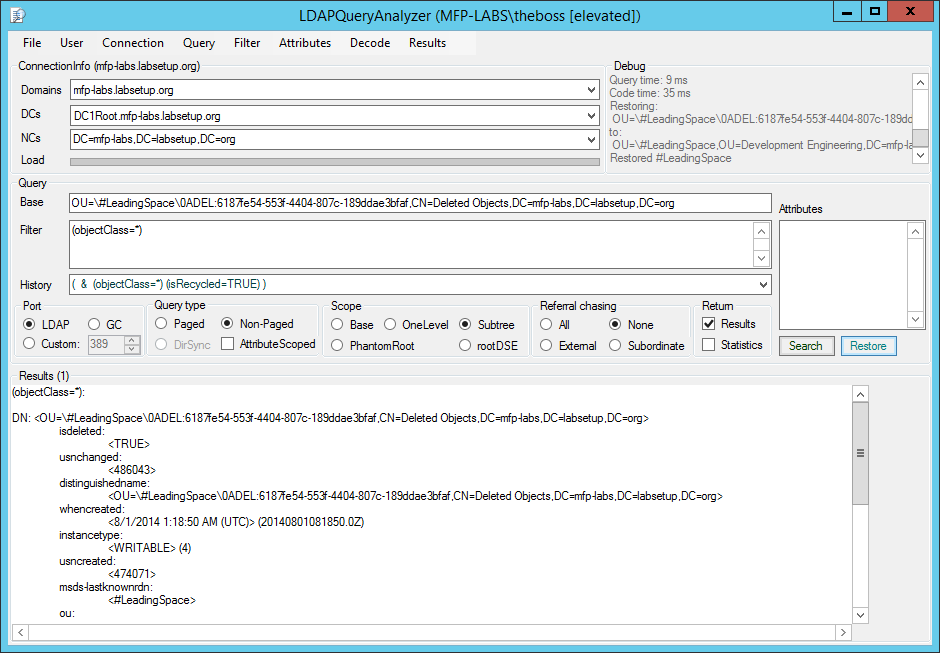 LDAPQueryAnalyzer (MFP-LABS\theboss [elevated])
File User Connection Query Filter Attributes Decode Results
ConnectionInfo (mfp-labs.labsetup.org)
Domains mfp-labs.labsetup.org
DCs DC1Root.mfp-labs.labsetup.org
NCs DC=mfp-labs,DC=labsetup,DC=org
Load
Debug
Query time: 9 ms
Code time: 35 ms
Restoring:
OU=\#LeadingSpace\0ADEL:6187fe54-553f-4404-807c-189dd
to:
OU=\#LeadingSpace,OU=Development Engineering,DC=mfp-la
Restored #LeadingSpace
Query
Base OU=\#LeadingSpace\0ADEL:6187fe54-553f-4404-807c-189ddae3bfaf,CN=Deleted Objects,DC=mfp-labs,DC=labsetup,DC=org
Attributes
Filter (objectClass=*)
History ( & (objectClass=*) (isRecycled=TRUE) )
Port
LDAP GC
Custom: 389
Query type
Paged Non-Paged
DirSync AttributeScoped
Scope
Base OneLevel Subtree
PhantomRoot rootDSE
Referral chasing
All None
External Subordinate
Return
Results
Statistics
Search Restore
Results (1)
(objectClass=*):
DN: <OU=\#LeadingSpace\0ADEL:6187fe54-553f-4404-807c-189ddae3bfaf,CN=Deleted Objects,DC=mfp-labs,DC=labsetup,DC=org>
isdeleted:
<TRUE>
usnchanged:
<486043>
distinguishedname:
<OU=\#LeadingSpace\0ADEL:6187fe54-553f-4404-807c-189ddae3bfaf,CN=Deleted Objects,DC=mfp-labs,DC=labsetup,DC=org>
whencreated:
<8/1/2014 1:18:50 AM (UTC)> (20140801081850.0Z)
instancetype:
<WRITABLE> (4)
usncreated:
<474071>
msds-lastknownrdn:
<#LeadingSpace>
ou: